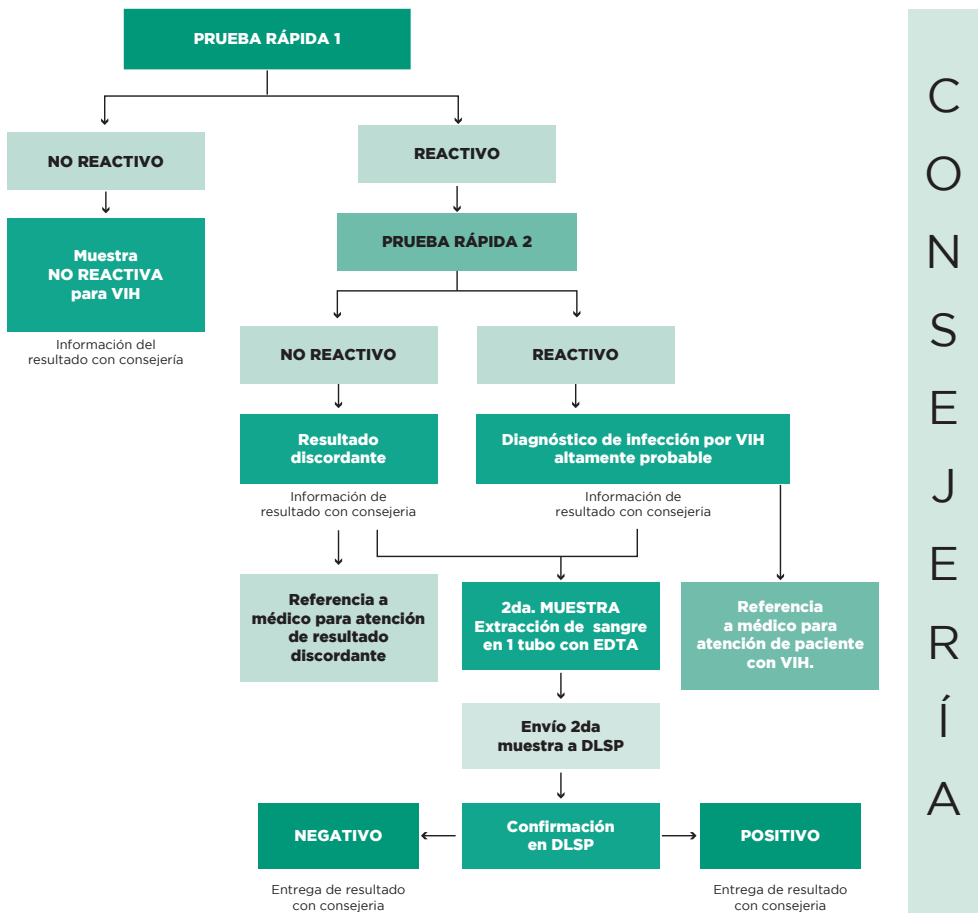 PRUEBA RÁPIDA 1
NO REACTIVO
REACTIVO
Muestra
NO REACTIVA
para VIH
Información del
resultado con consejería
PRUEBA RÁPIDA 2
NO REACTIVO
REACTIVO
Resultado
discordante
Diagnóstico de infección por VIH
altamente probable
Información de
resultado con consejeria
Información de
resultado con consejeria
Referencia a
médico para atención
de resultado
discordante
2da. MUESTRA
Extracción de sangre
en 1 tubo con EDTA
Referencia
a médico para
atención de paciente
con VIH.
Envío 2da
muestra a DLSP
NEGATIVO
Confirmación
en DLSP
POSITIVO
Entrega de resultado
con consejeria
Entrega de resultado
con consejeria
C
O
N
S
E
J
E
R
Í
A